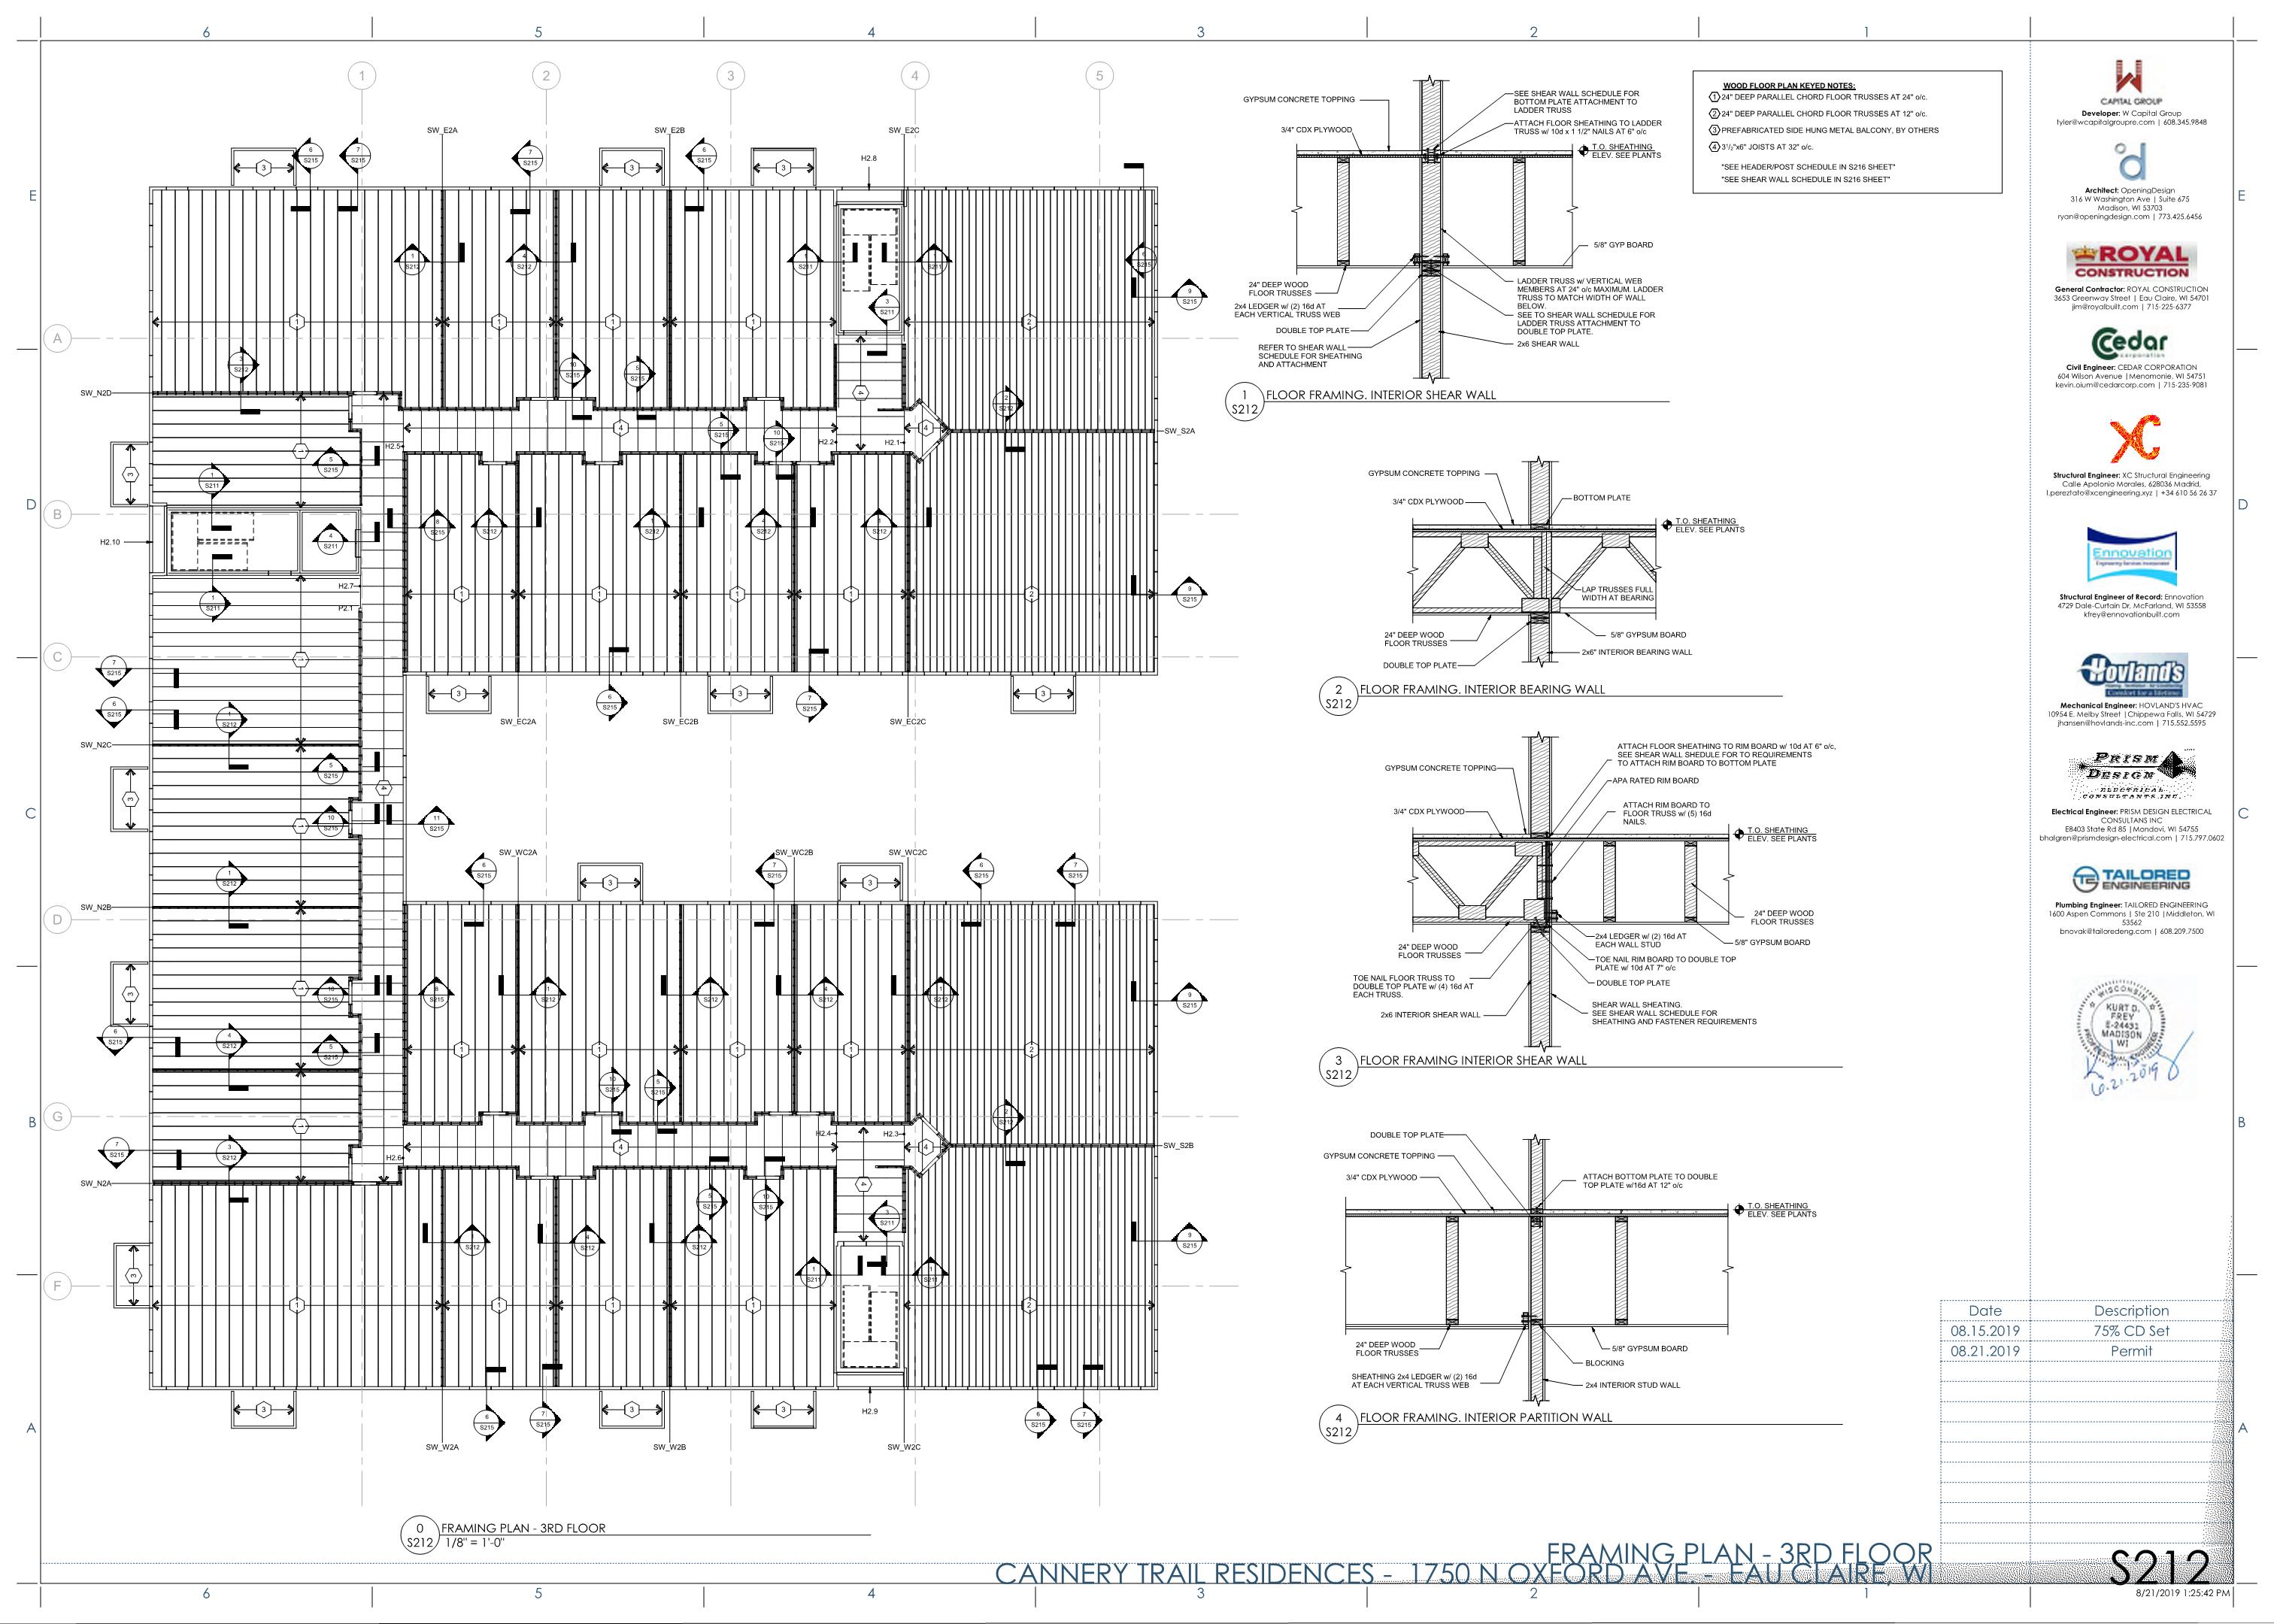 6
5
4
3
2
1
1
2
3
4
5
E
D
C
B
A
A
B
C
D
G
F
SW_E2A
SW_E2B
SW_E2C
H2.8
SW_N2D
SW_S2A
H2.5
H2.2
H2.1
H2.10
H2.7
P2.1
SW_EC2A
SW_EC2B
SW_EC2C
SW_N2C
SW_WC2A
SW_WC2B
SW_WC2C
SW_N2B
H2.4
H2.3
H2.6
SW_S2B
SW_N2A
H2.9
SW_W2A
SW_W2B
SW_W2C
0
S212
FRAMING PLAN - 3RD FLOOR
1/8" = 1'-0"
GYPSUM CONCRETE TOPPING
3/4" CDX PLYWOOD
SEE SHEAR WALL SCHEDULE FOR
BOTTOM PLATE ATTACHMENT TO
LADDER TRUSS
ATTACH FLOOR SHEATHING TO LADDER
TRUSS w/ 10d x 1 1/2" NAILS AT 6" o/c
T.O. SHEATHING
ELEV. SEE PLANTS
5/8" GYP BOARD
24" DEEP WOOD
FLOOR TRUSSES
2x4 LEDGER w/ (2) 16d AT
EACH VERTICAL TRUSS WEB
DOUBLE TOP PLATE
REFER TO SHEAR WALL
SCHEDULE FOR SHEATHING
AND ATTACHMENT
LADDER TRUSS w/ VERTICAL WEB
MEMBERS AT 24" o/c MAXIMUM. LADDER
TRUSS TO MATCH WIDTH OF WALL
BELOW.
SEE TO SHEAR WALL SCHEDULE FOR
LADDER TRUSS ATTACHMENT TO
DOUBLE TOP PLATE.
2x6 SHEAR WALL
1
S212
FLOOR FRAMING. INTERIOR SHEAR WALL
WOOD FLOOR PLAN KEYED NOTES:
1 24" DEEP PARALLEL CHORD FLOOR TRUSSES AT 24" o/c.
2 24" DEEP PARALLEL CHORD FLOOR TRUSSES AT 12" o/c.
3 PREFABRICATED SIDE HUNG METAL BALCONY, BY OTHERS
4 3 1/2"x6" JOISTS AT 32" o/c.
"SEE HEADER/POST SCHEDULE IN S216 SHEET"
"SEE SHEAR WALL SCHEDULE IN S216 SHEET"
GYPSUM CONCRETE TOPPING
3/4" CDX PLYWOOD
BOTTOM PLATE
T.O. SHEATHING
ELEV. SEE PLANTS
LAP TRUSSES FULL
WIDTH AT BEARING
24" DEEP WOOD
FLOOR TRUSSES
5/8" GYPSUM BOARD
2x6" INTERIOR BEARING WALL
DOUBLE TOP PLATE
2
S212
FLOOR FRAMING. INTERIOR BEARING WALL
ATTACH FLOOR SHEATHING TO RIM BOARD w/ 10d AT 6" o/c,
SEE SHEAR WALL SHEDULE FOR TO REQUIREMENTS
TO ATTACH RIM BOARD TO BOTTOM PLATE
GYPSUM CONCRETE TOPPING
APA RATED RIM BOARD
3/4" CDX PLYWOOD
ATTACH RIM BOARD TO
FLOOR TRUSS w/ (5) 16d
NAILS.
T.O. SHEATHING
ELEV. SEE PLANTS
24" DEEP WOOD
FLOOR TRUSSES
5/8" GYPSUM BOARD
2x4 LEDGER w/ (2) 16d AT
EACH WALL STUD
24" DEEP WOOD
FLOOR TRUSSES
TOE NAIL RIM BOARD TO DOUBLE TOP
PLATE w/ 10d AT 7" o/c
TOE NAIL FLOOR TRUSS TO
DOUBLE TOP PLATE w/ (4) 16d AT
EACH TRUSS.
DOUBLE TOP PLATE
2x6 INTERIOR SHEAR WALL
SHEAR WALL SHEATING.
SEE SHEAR WALL SCHEDULE FOR
SHEATHING AND FASTENER REQUIREMENTS
3
S212
FLOOR FRAMING INTERIOR SHEAR WALL
DOUBLE TOP PLATE
GYPSUM CONCRETE TOPPING
3/4" CDX PLYWOOD
ATTACH BOTTOM PLATE TO DOUBLE
TOP PLATE w/16d AT 12" o/c
T.O. SHEATHING
ELEV. SEE PLANTS
24" DEEP WOOD
FLOOR TRUSSES
5/8" GYPSUM BOARD
BLOCKING
SHEATHING 2x4 LEDGER w/ (2) 16d
AT EACH VERTICAL TRUSS WEB
2x4 INTERIOR STUD WALL
4
S212
FLOOR FRAMING. INTERIOR PARTITION WALL
CAPITAL GROUP
Developer: W Capital Group
tyler@wcapitalgroupre.com | 608.345.9848
Architect: OpeningDesign
316 W Washington Ave | Suite 675
Madison, WI 53703
ryan@openingdesign.com | 773.425.6456
ROYAL
CONSTRUCTION
General Contractor: ROYAL CONSTRUCTION
3653 Greenway Street | Eau Claire, WI 54701
jim@royalbuilt.com | 715-225-6377
Cedar
corporation
Civil Engineer: CEDAR CORPORATION
604 Wilson Avenue |Menomonie, WI 54751
kevin.oium@cedarcorp.com | 715-235-9081
XC
Structural Engineer: XC Structural Engineering
Calle Apolonio Morales, 628036 Madrid,
l.pereztato@xcengineering.xyz | +34 610 56 26 37
Ennovation
Engineering Services Incorporated
Structural Engineer of Record: Ennovation
4729 Dale-Curtain Dr, McFarland, WI 53558
kfrey@ennovationbuilt.com
Hovland's
Comfort for a lifetime
Mechanical Engineer: HOVLAND'S HVAC
10954 E. Melby Street |Chippewa Falls, WI 54729
jhansen@hovlands-inc.com | 715.552.5595
PRISM
DESIGN
ELECTRICAL
CONSULTANTS INC.
Electrical Engineer: PRISM DESIGN ELECTRICAL
CONSULTANS INC
E8403 State Rd 85 |Mandovi, WI 54755
bhalgren@prismdesign-electrical.com | 715.797.0602
TAILORED
ENGINEERING
Plumbing Engineer: TAILORED ENGINEERING
1600 Aspen Commons | Ste 210 |Middleton, WI
53562
bnovak@tailoredeng.com | 608.209.7500
WISCONSIN
KURT D.
FREY
E-24431
MADISON
WI
PROFESSIONAL ENGINEER
Date Description
08.15.2019 75% CD Set
08.21.2019 Permit
FRAMING PLAN - 3RD FLOOR
CANNERY TRAIL RESIDENCES - 1750 N OXFORD AVE. - EAU CLAIRE, WI
S212
8/21/2019 1:25:42 PM
6
5
4
3
2
1
E
D
C
B
A